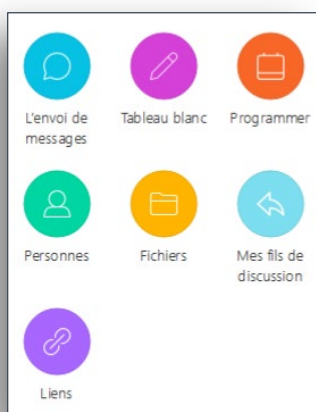 L'envoi de
messages
Tableau blanc
Programmer
Personnes
Fichiers
Mes fils de
discussion
Liens